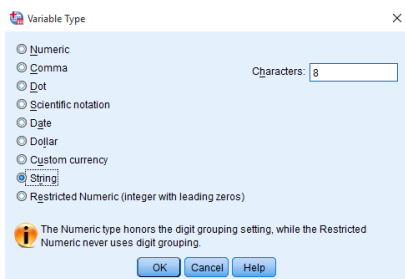 Variable Type
Numeric
Comma
Characters: 8
Dot
Scientific notation
Date
Dollar
Custom currency
String
Restricted Numeric (integer with leading zeros)
The Numeric type honors the digit grouping setting, while the Restricted
Numeric never uses digit grouping.
OK Cancel Help